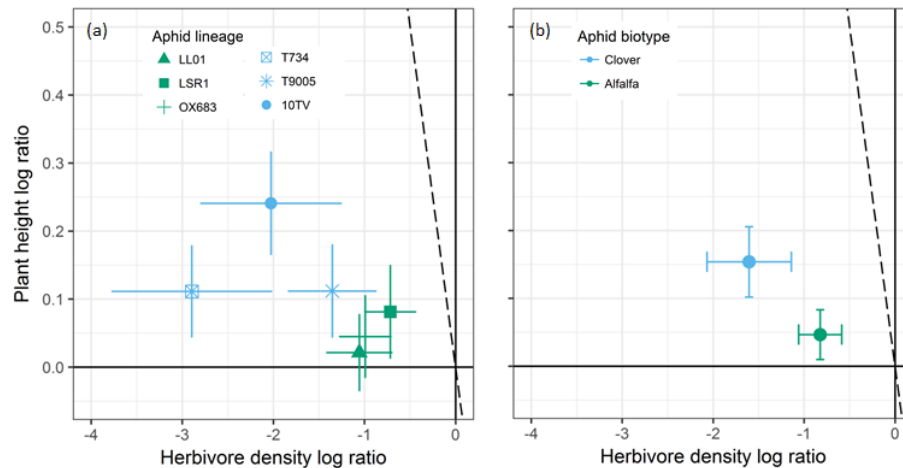 (a)
Aphid lineage
LL01
T734
LSR1
T9005
OX683
10TV
0.5
0.4
0.3
0.2
0.1
0.0
Plant height log ratio
-4 -3 -2 -1 0
Herbivore density log ratio
(b)
Aphid biotype
Clover
Alfalfa
-4 -3 -2 -1 0
Herbivore density log ratio